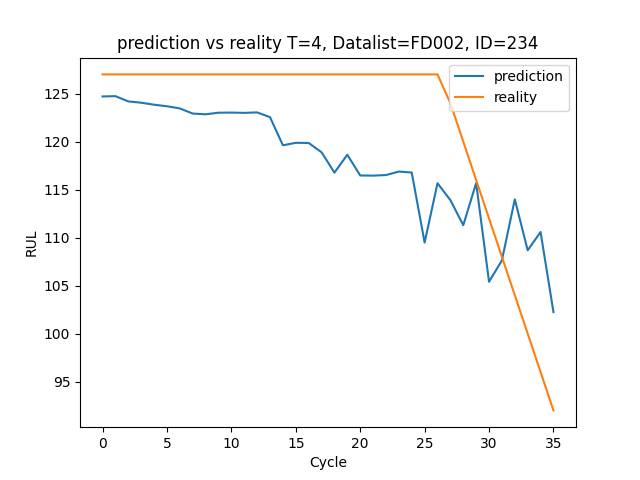 prediction vs reality T=4, Datalist=FD002, ID=234
prediction
reality
125
120
115
110
105
100
95
RUL
0 5 10 15 20 25 30 35
Cycle